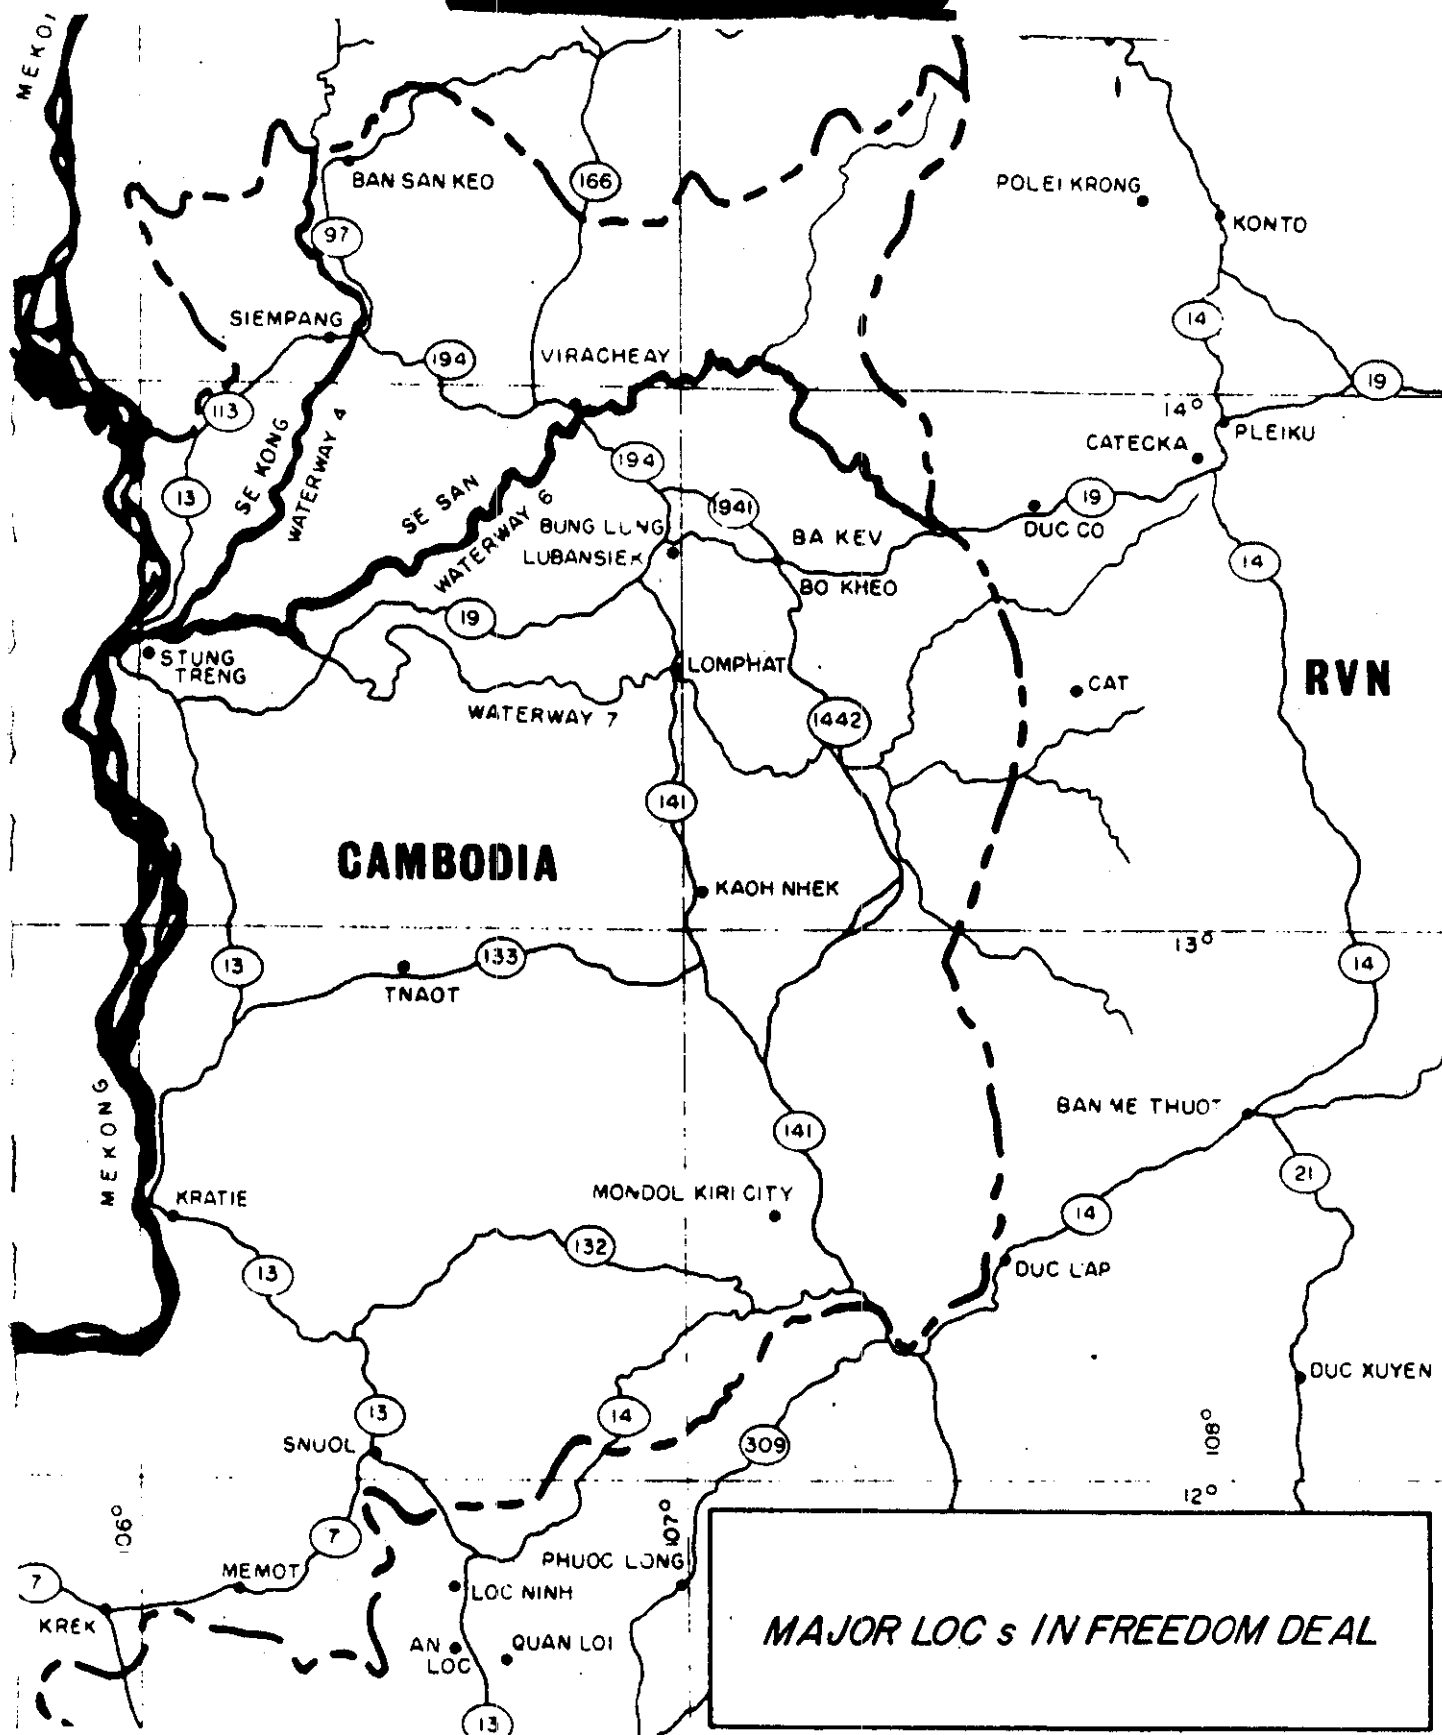 MEKO
BAN SAN KEO
166
POLEI KRONG
KONTO
97
SIEMPANG
194
VIRACHEAY
14
19
113
14°
PLEIKU
CATECKA
SE KONG
WATERWAY 4
13
SE SAN
WATERWAY 6
194
1941
19
DUC CO
BUNG LUNG
LUBANSIEK
BA KEV
BO KHEO
14
19
STUNG
TRENG
LOMPHAT
CAT
RVN
WATERWAY 7
1442
141
CAMBODIA
KAOH NHEK
13
133
TNAOT
13°
14
MEKONG
BAN ME THUOT
141
21
KRATIE
MONDOL KIRI CITY
14
13
132
DUC LAP
DUC XUYEN
13
14
309
SNUOL
108°
12°
106°
107°
7
7
MEMOT
PHUOC LONG
LOC NINH
KREK
AN
LOC
QUAN LOI
13
MAJOR LOC s IN FREEDOM DEAL